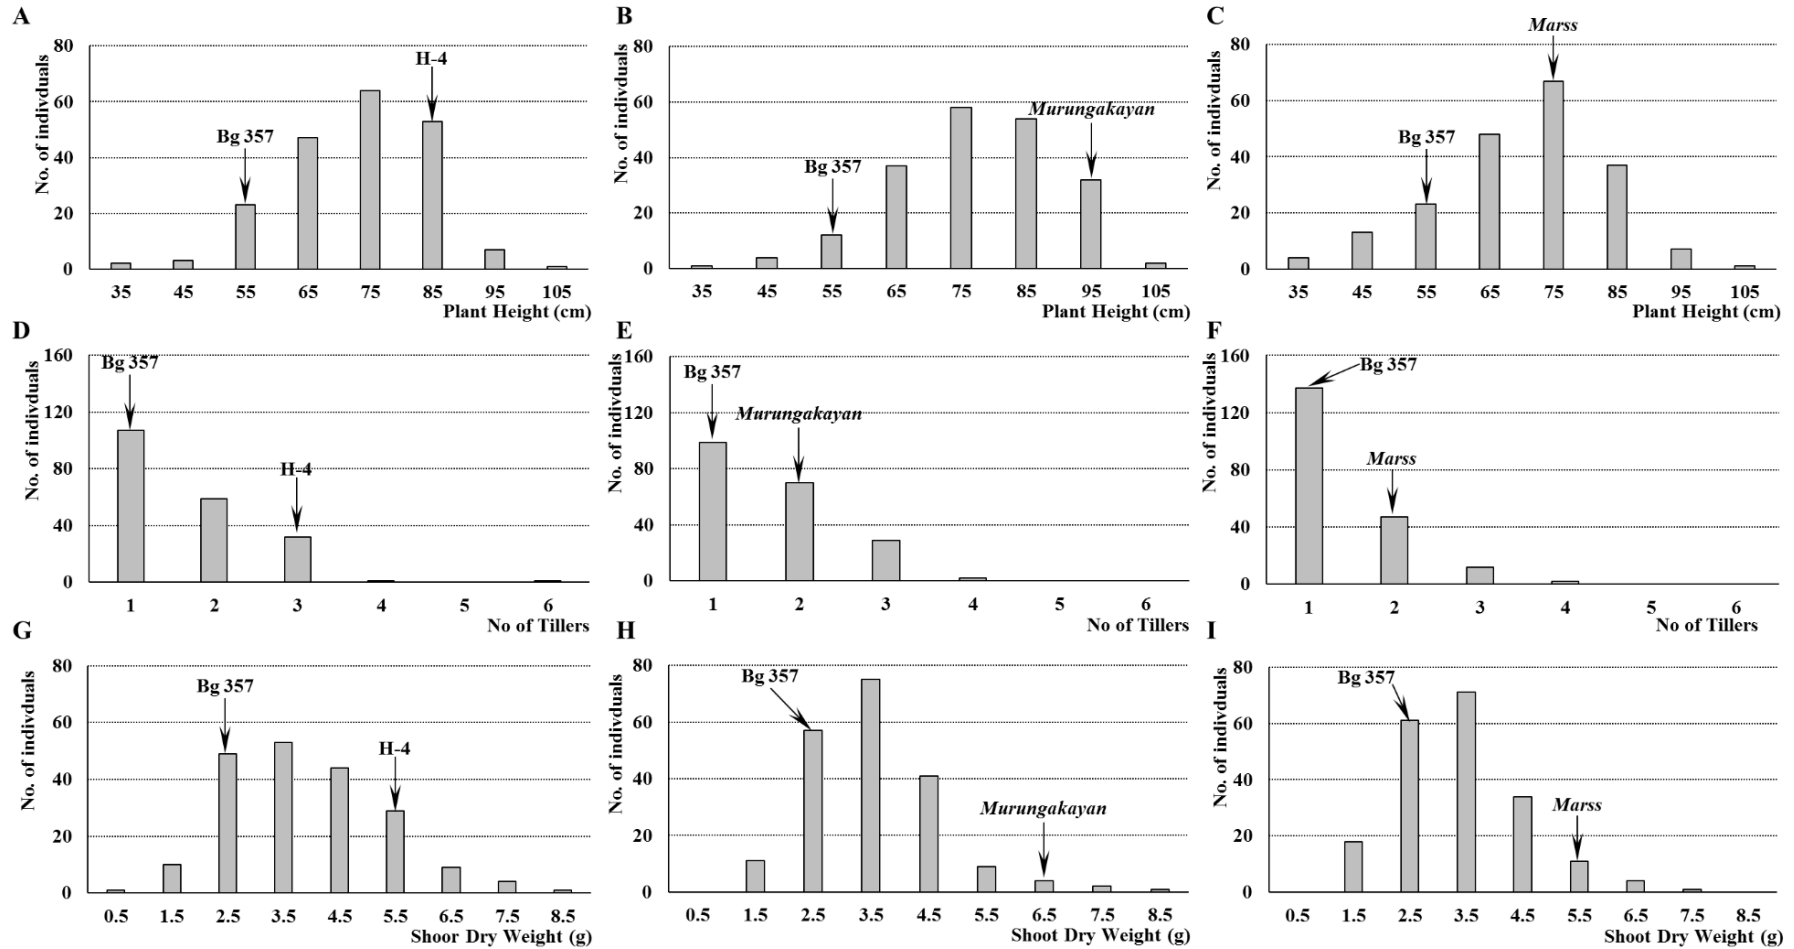 A
No. of indivduals
80
60
40
20
0
Bg 357
H-4
35 45 55 65 75 85 95 105
Plant Height (cm)
B
No. of indivduals
80
60
40
20
0
Bg 357
Murungakayan
35 45 55 65 75 85 95 105
Plant Height (cm)
C
No. of indivduals
80
60
40
20
0
Bg 357
Marss
35 45 55 65 75 85 95 105
Plant Height (cm)
D
No. of indivduals
160
120
80
40
0
Bg 357
H-4
1 2 3 4 5 6
No of Tillers
E
No. of indivduals
160
120
80
40
0
Bg 357
Murungakayan
1 2 3 4 5 6
No of Tillers
F
No. of indivduals
160
120
80
40
0
Bg 357
Marss
1 2 3 4 5 6
No of Tillers
G
No. of indivduals
80
60
40
20
0
Bg 357
H-4
0.5 1.5 2.5 3.5 4.5 5.5 6.5 7.5 8.5
Shoor Dry Weight (g)
H
No. of indivduals
80
60
40
20
0
Bg 357
Murungakayan
0.5 1.5 2.5 3.5 4.5 5.5 6.5 7.5 8.5
Shoot Dry Weight (g)
I
No. of indivduals
80
60
40
20
0
Bg 357
Marss
0.5 1.5 2.5 3.5 4.5 5.5 6.5 7.5 8.5
Shoot Dry Weight (g)